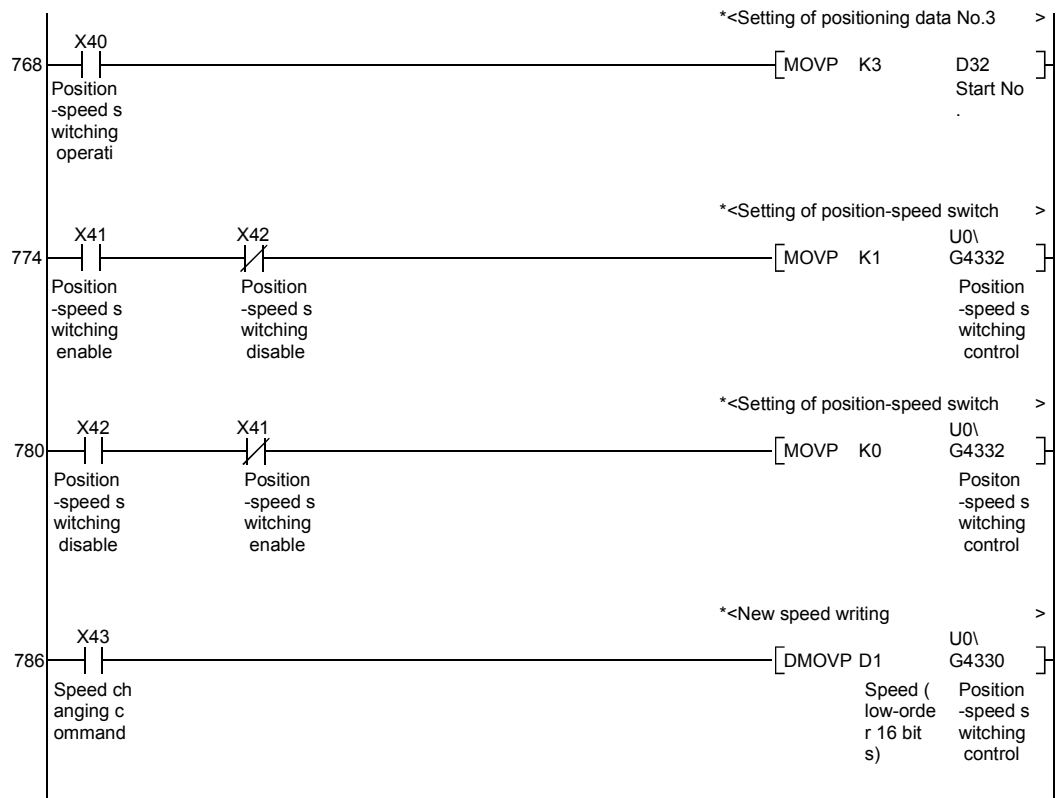 *<Setting of positioning data No.3 >
X40
768 [MOVP K3 D32 ]
Position
-speed s
witching
operati
Start No
.
*<Setting of position-speed switch >
X41 X42 U0\
774 [MOVP K1 G4332 ]
Position Position Position
-speed s -speed s -speed s
witching witching witching
enable disable control
*<Setting of position-speed switch >
X42 X41 U0\
780 [MOVP K0 G4332 ]
Position Position Positon
-speed s -speed s -speed s
witching witching witching
disable enable control
*<New speed writing >
X43 U0\
786 [DMOVP D1 G4330 ]
Speed ch Speed ( Position
anging c low-orde -speed s
ommand r 16 bit witching
s) control